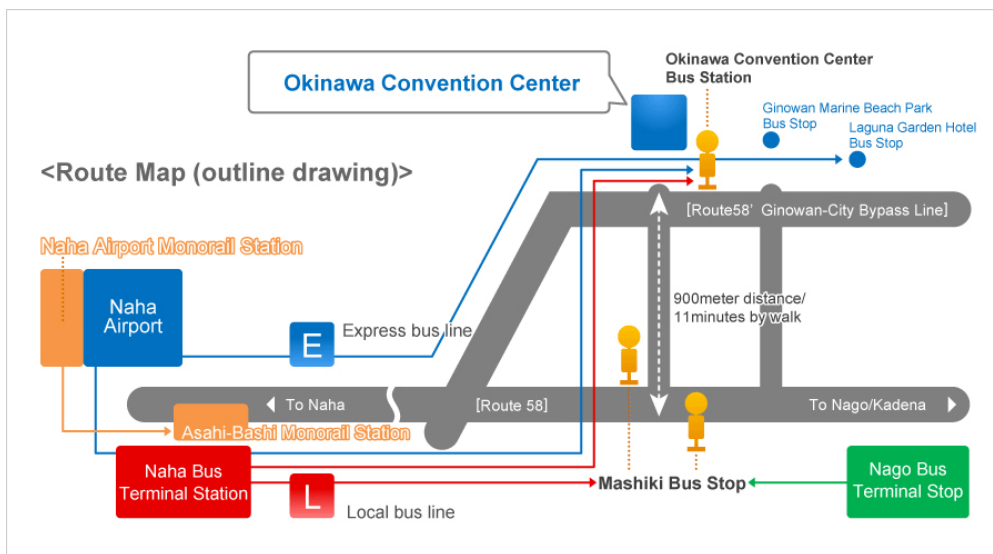 Okinawa Convention Center
Okinawa Convention Center
Bus Station
Ginowan Marine Beach Park
Bus Stop
Laguna Garden Hotel
Bus Stop
<Route Map (outline drawing)>
[Route58' Ginowan-City Bypass Line]
Naha Airport Monorail Station
Naha
Airport
E
Express bus line
900meter distance/
11minutes by walk
To Naha
[Route 58]
To Nago/Kadena
Asahi-Bashi Monorail Station
Naha Bus
Terminal Station
L
Local bus line
Mashiki Bus Stop
Nago Bus
Terminal Stop